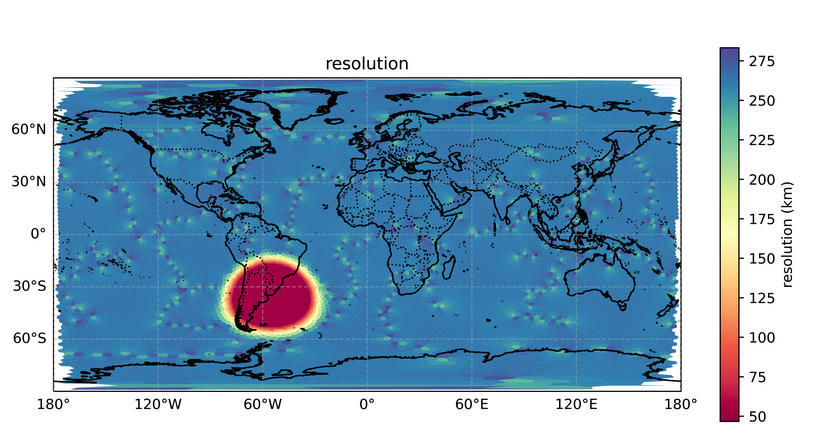 resolution
60°N
30°N
0°
30°S
60°S
180°
120°W
60°W
0°
60°E
120°E
180°
275
250
225
200
175
150
125
100
75
50
resolution (km)